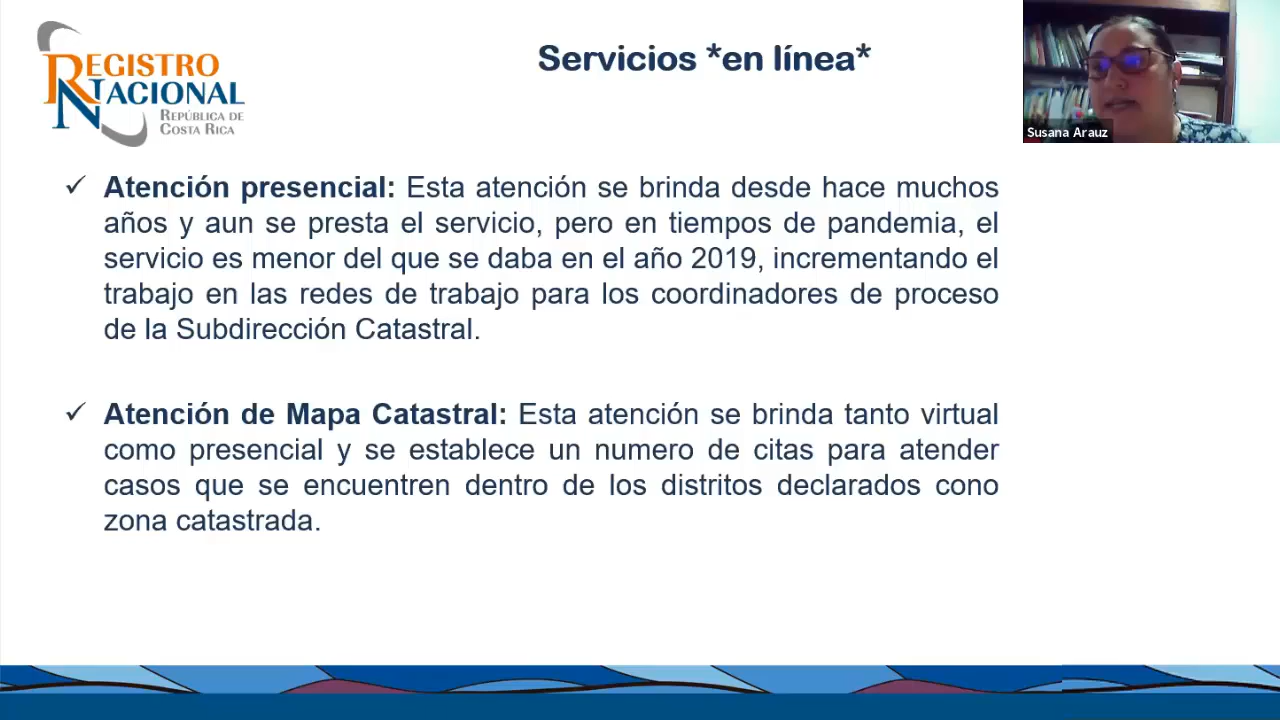 REGISTRO
NACIONAL
REPÚBLICA DE
COSTA RICA
Servicios *en línea*
Susana Arauz
✓ Atención presencial: Esta atención se brinda desde hace muchos
años y aun se presta el servicio, pero en tiempos de pandemia, el
servicio es menor del que se daba en el año 2019, incrementando el
trabajo en las redes de trabajo para los coordinadores de proceso
de la Subdirección Catastral.
✓ Atención de Mapa Catastral: Esta atención se brinda tanto virtual
como presencial y se establece un numero de citas para atender
casos que se encuentren dentro de los distritos declarados cono
zona catastrada.